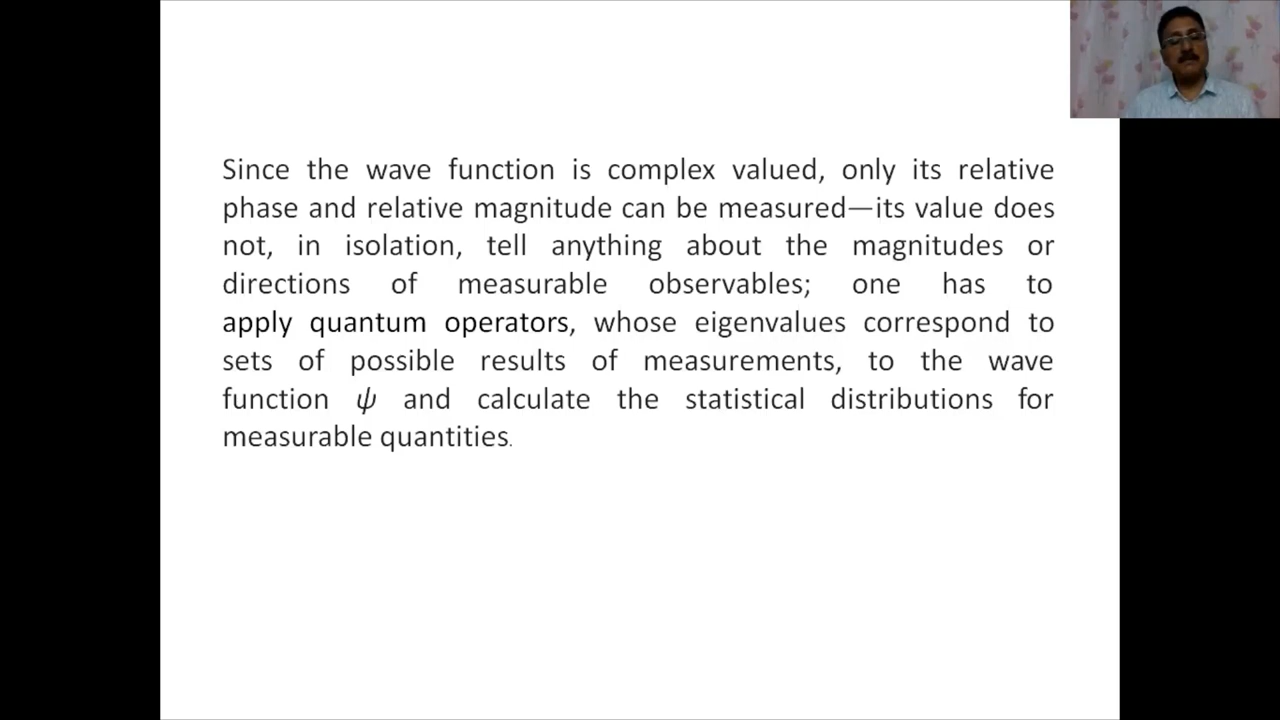 Since the wave function is complex valued, only its relative
phase and relative magnitude can be measured—its value does
not, in isolation, tell anything about the magnitudes or
directions of measurable observables; one has to
apply quantum operators, whose eigenvalues correspond to
sets of possible results of measurements, to the wave
function ψ and calculate the statistical distributions for
measurable quantities.